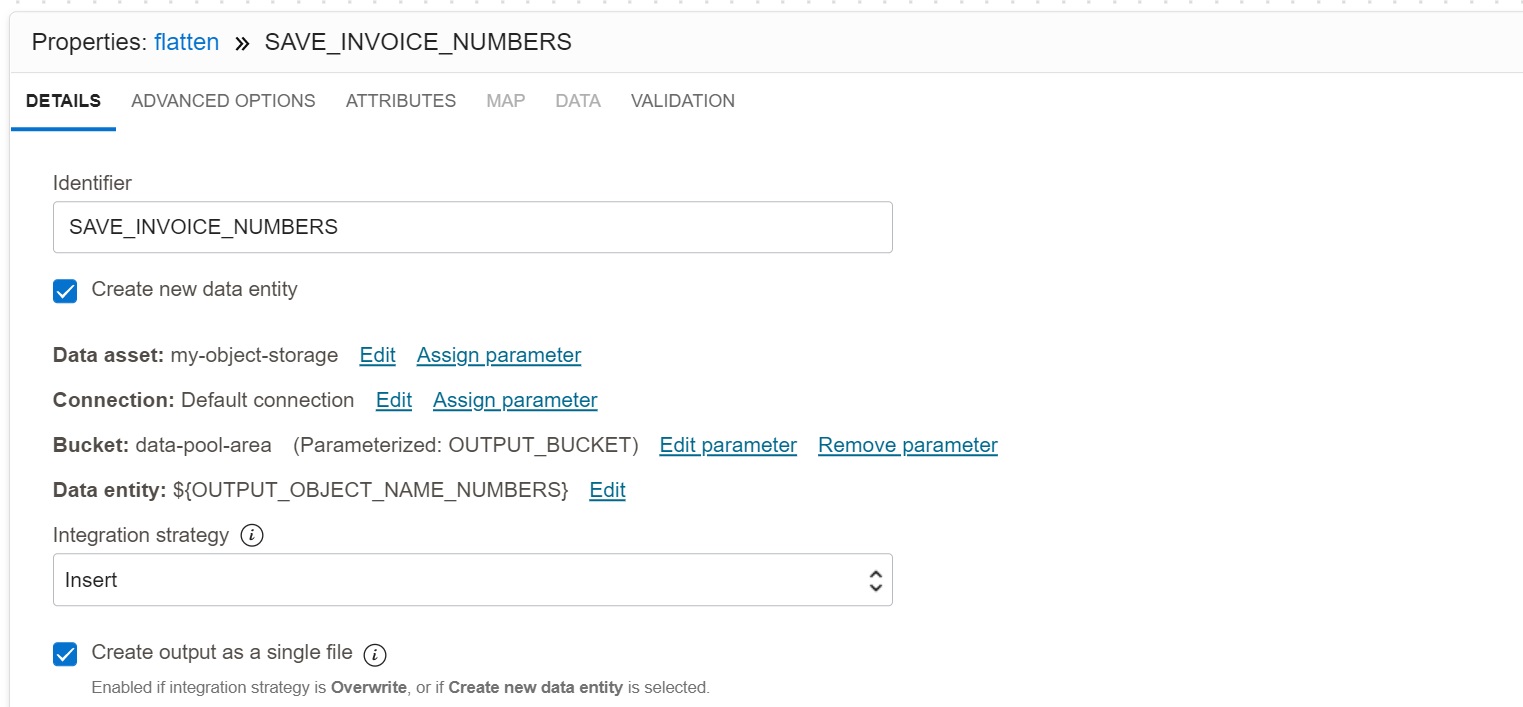 Properties: flatten » SAVE_INVOICE_NUMBERS
DETAILS ADVANCED OPTIONS ATTRIBUTES MAP DATA VALIDATION
Identifier
SAVE_INVOICE_NUMBERS
Create new data entity
Data asset: my-object-storage Edit Assign parameter
Connection: Default connection Edit Assign parameter
Bucket: data-pool-area (Parameterized: OUTPUT_BUCKET) Edit parameter Remove parameter
Data entity: ${OUTPUT_OBJECT_NAME_NUMBERS} Edit
Integration strategy i
Insert
Create output as a single file i
Enabled if integration strategy is Overwrite, or if Create new data entity is selected.